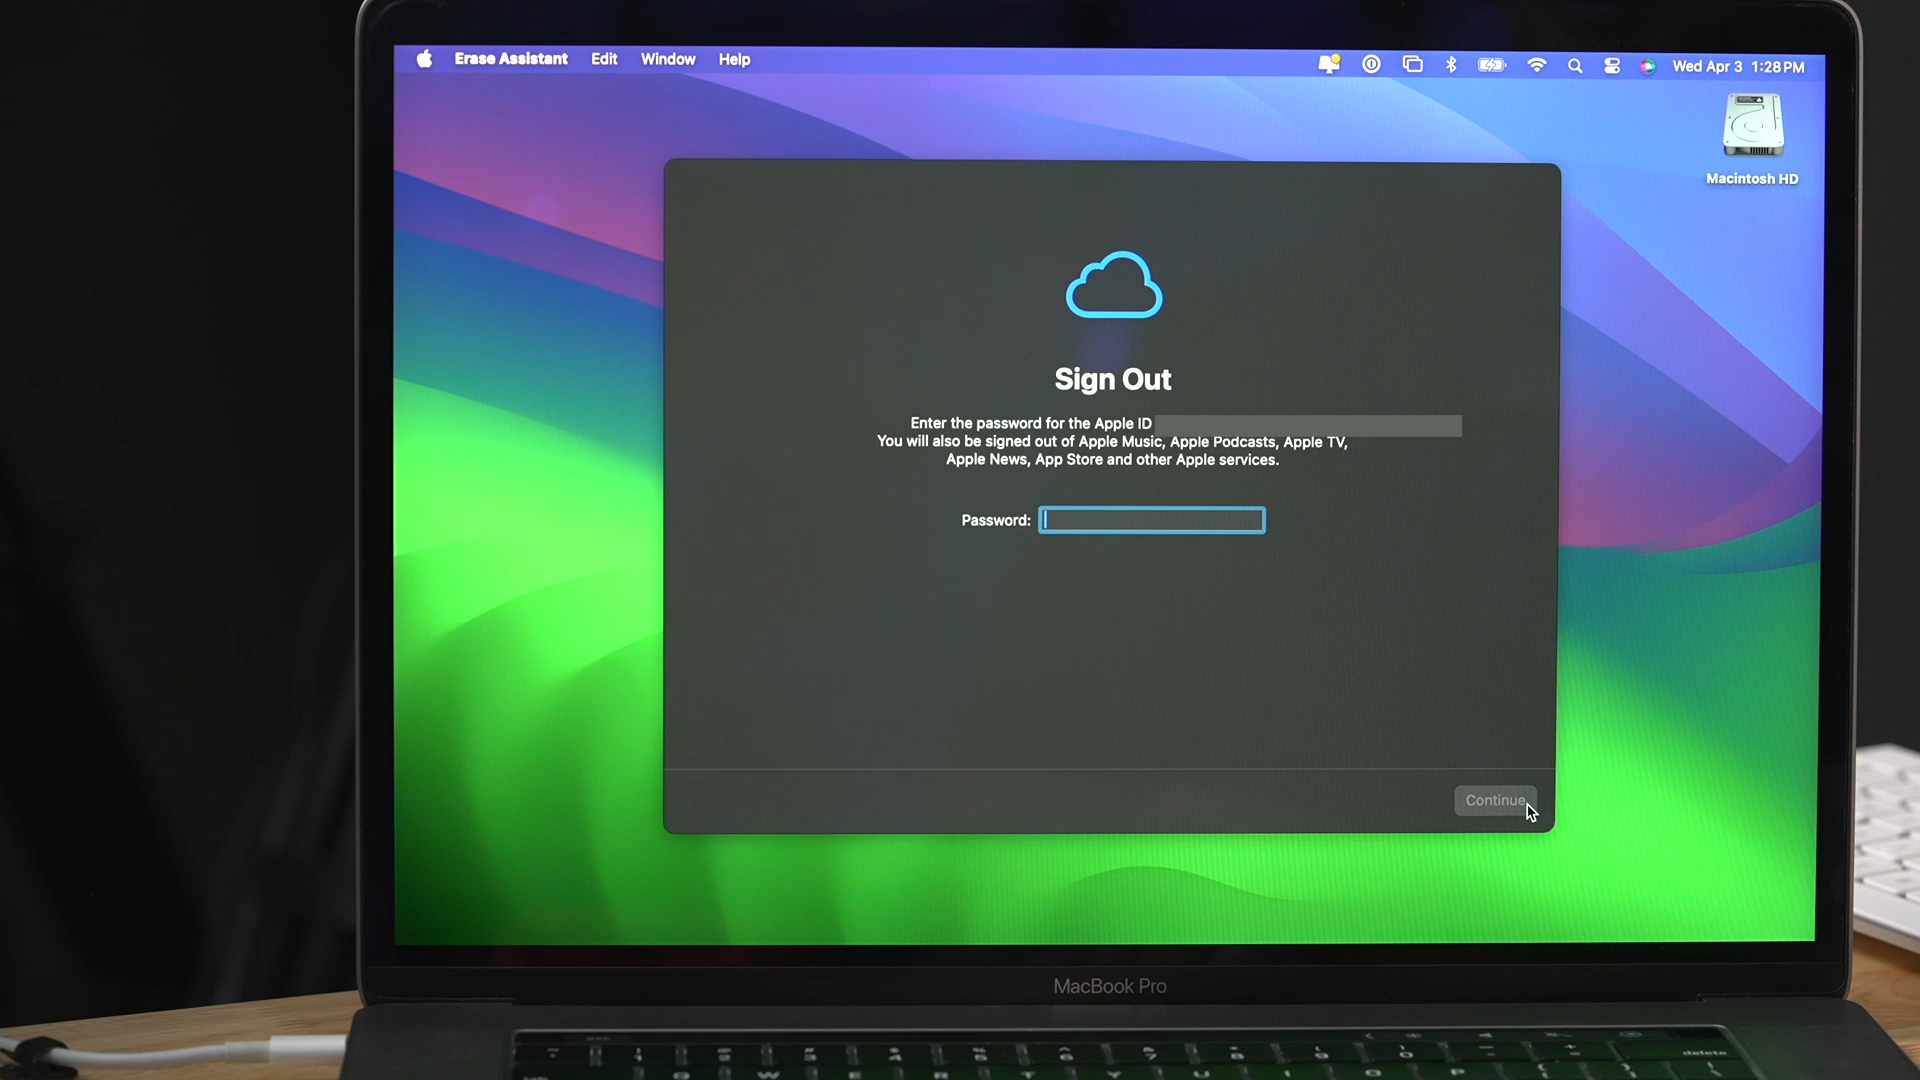 Erase Assistant Edit Window Help Wed Apr 3 1:28 PM
Macintosh HD
Sign Out
Enter the password for the Apple ID
You will also be signed out of Apple Music, Apple Podcasts, Apple TV,
Apple News, App Store and other Apple services.
Password:
Continue
MacBook Pro
delete